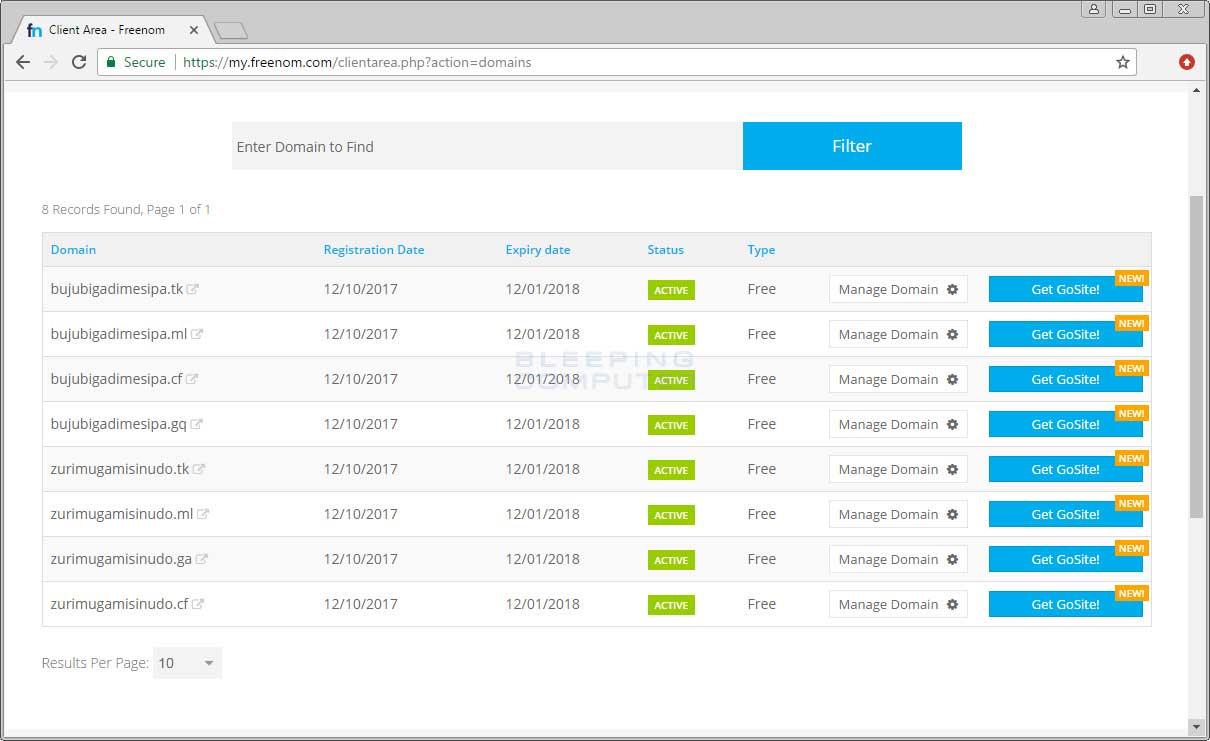 fn Client Area - Freenom
Secure https://my.freenom.com/clientarea.php?action=domains
Enter Domain to Find Filter
8 Records Found, Page 1 of 1
Domain Registration Date Expiry date Status Type
NEW!
bujubigadimesipa.tk 12/10/2017 12/01/2018 ACTIVE Free Manage Domain Get GoSite!
NEW!
bujubigadimesipa.ml 12/10/2017 12/01/2018 ACTIVE Free Manage Domain Get GoSite!
BLEEPING
NEW!
bujubigadimesipa.cf 12/10/2017 12/01/2018 ACTIVE Free Manage Domain Get GoSite!
NEW!
bujubigadimesipa.gq 12/10/2017 12/01/2018 ACTIVE Free Manage Domain Get GoSite!
NEW!
zurimugamisinudo.tk 12/10/2017 12/01/2018 ACTIVE Free Manage Domain Get GoSite!
NEW!
zurimugamisinudo.ml 12/10/2017 12/01/2018 ACTIVE Free Manage Domain Get GoSite!
NEW!
zurimugamisinudo.ga 12/10/2017 12/01/2018 ACTIVE Free Manage Domain Get GoSite!
NEW!
zurimugamisinudo.cf 12/10/2017 12/01/2018 ACTIVE Free Manage Domain Get GoSite!
Results Per Page: 10